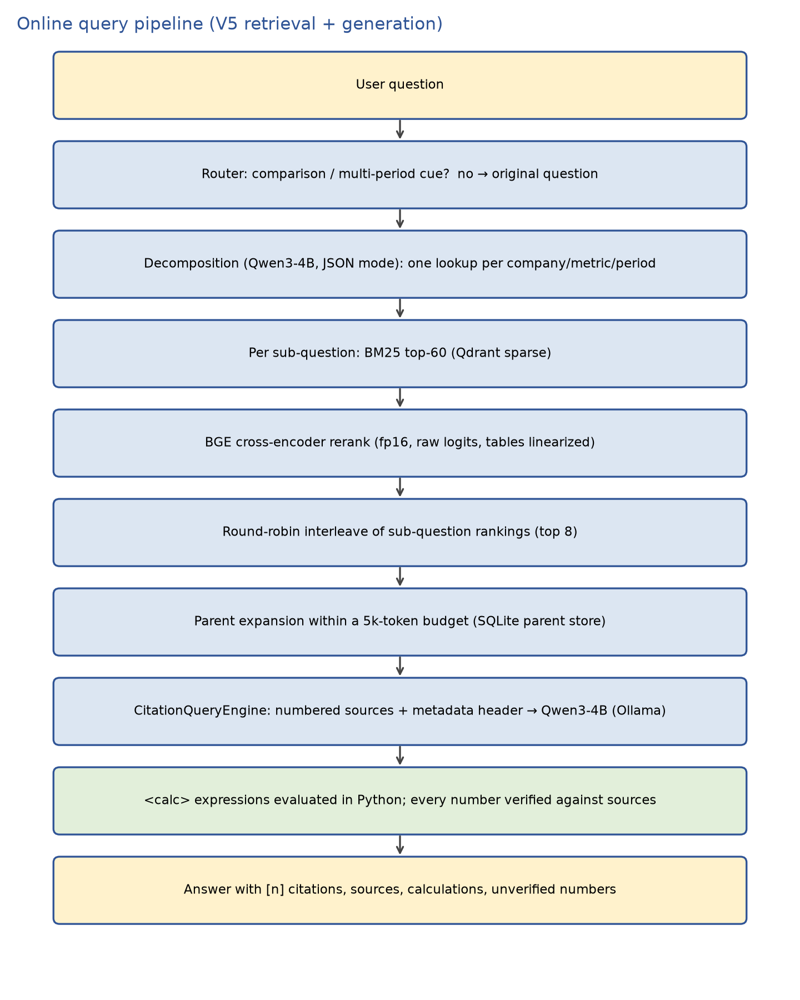 Online query pipeline (V5 retrieval + generation)
User question
Router: comparison / multi-period cue?  no → original question
Decomposition (Qwen3-4B, JSON mode): one lookup per company/metric/period
Per sub-question: BM25 top-60 (Qdrant sparse)
BGE cross-encoder rerank (fp16, raw logits, tables linearized)
Round-robin interleave of sub-question rankings (top 8)
Parent expansion within a 5k-token budget (SQLite parent store)
CitationQueryEngine: numbered sources + metadata header → Qwen3-4B (Ollama)
<calc> expressions evaluated in Python; every number verified against sources
Answer with [n] citations, sources, calculations, unverified numbers